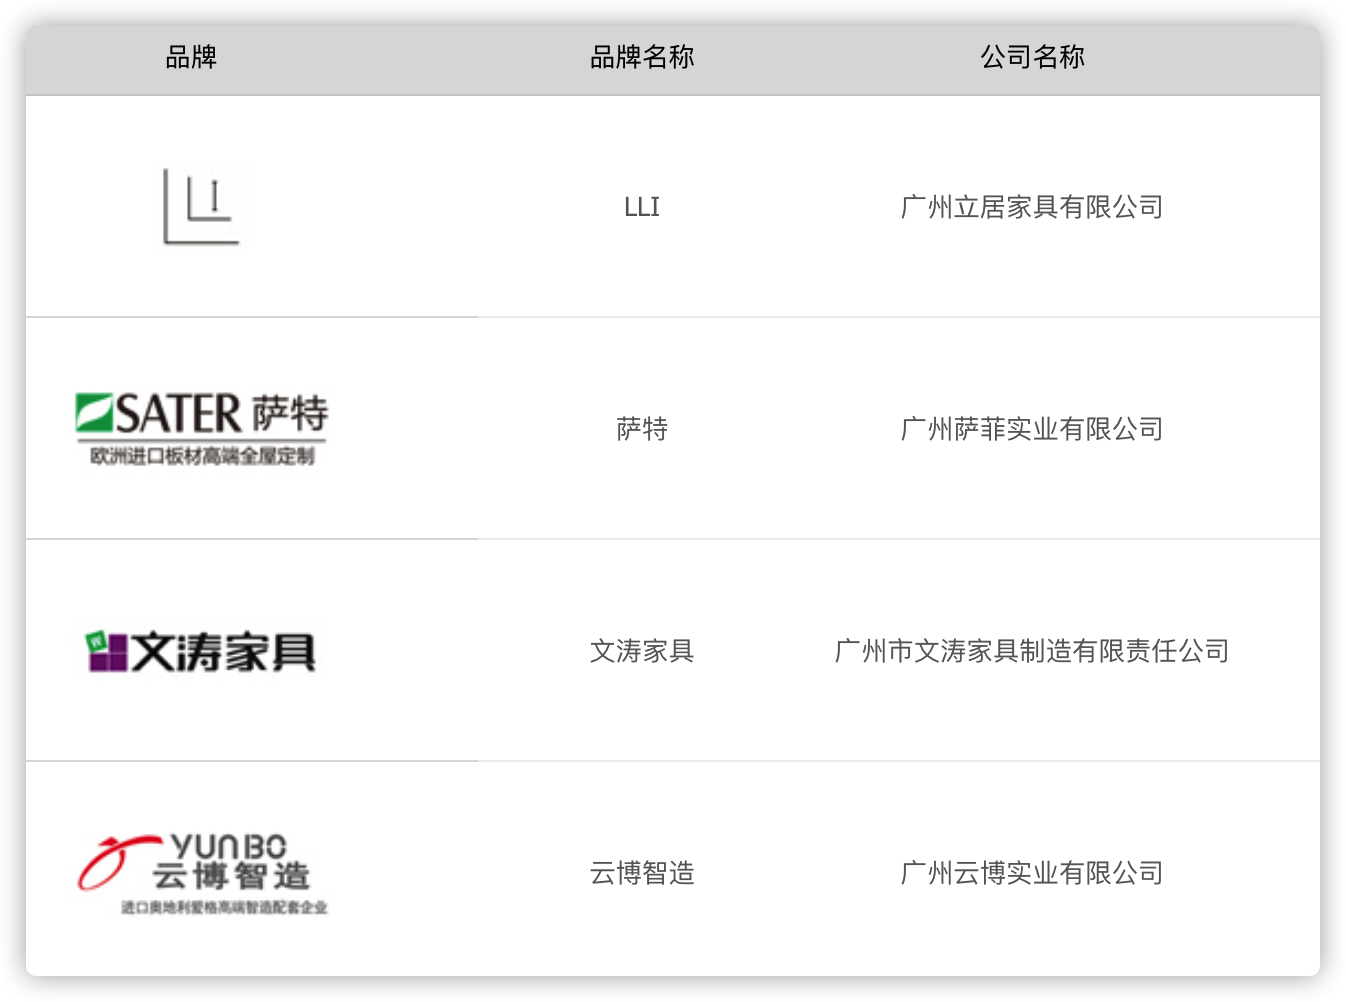 品牌 品牌名称 公司名称
LLI LLI 广州立居家具有限公司
SATER 萨特
欧洲进口板材高端全屋定制
萨特 广州萨菲实业有限公司
W 文涛家具 文涛家具 广州市文涛家具制造有限责任公司
YUNBO
云博智造
进口奥地利爱格高端智造配套企业
云博智造 广州云博实业有限公司